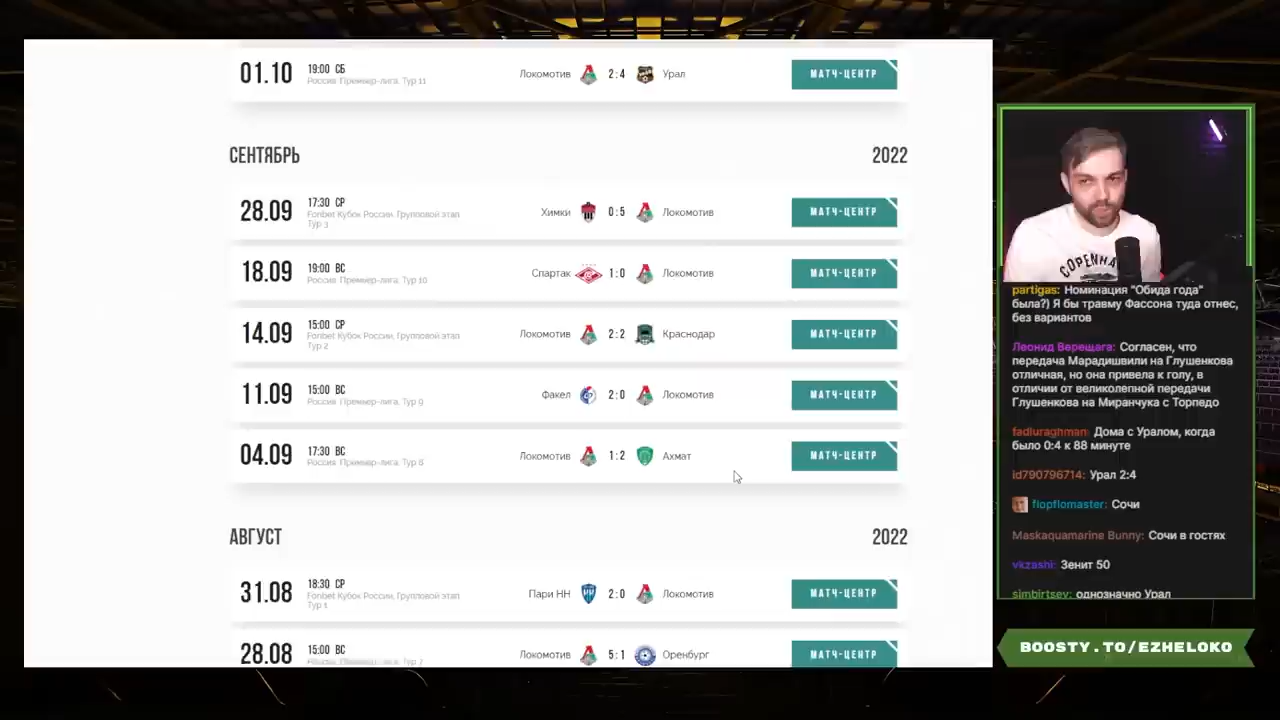 01.10 19:00 СБ Локомотив 2:4 Урал МАТЧ-ЦЕНТР
Россия. Премьер-лига. Тур 11
СЕНТЯБРЬ 2022
28.09 17:30 СР Химки 0:5 Локомотив МАТЧ-ЦЕНТР
Fonbet Кубок России, Групповой этап
Тур 3
18.09 19:00 ВС Спартак 1:0 Локомотив МАТЧ-ЦЕНТР
Россия. Премьер-лига. Тур 10
14.09 15:00 СР Локомотив 2:2 Краснодар МАТЧ-ЦЕНТР
Fonbet Кубок России, Групповой этап
Тур 2
11.09 15:00 ВС Факел 2:0 Локомотив МАТЧ-ЦЕНТР
Россия. Премьер-лига. Тур 9
04.09 17:30 ВС Локомотив 1:2 Ахмат МАТЧ-ЦЕНТР
Россия. Премьер-лига. Тур 8
АВГУСТ 2022
31.08 18:30 СР Пари НН 2:0 Локомотив МАТЧ-ЦЕНТР
Fonbet Кубок России, Групповой этап
Тур 1
28.08 15:00 ВС Локомотив 5:1 Оренбург МАТЧ-ЦЕНТР
Россия. Премьер-лига. Тур 7
COPENHA
partigas: Номинация "Обида года"
была?) Я бы травму Фассона туда отнес,
без вариантов
Леонид Верещага: Согласен, что
передача Марадишвили на Глушенкова
отличная, но она привела к голу, в
отличии от великолепной передачи
Глушенкова на Миранчука с Торпедо
fadluraghman: Дома с Уралом, когда
было 0:4 к 88 минуте
id790796714: Урал 2:4
flopflomaster: Сочи
Maskaquamarine Bunny: Сочи в гостях
vkzashi: Зенит 50
simbirtsev: однозначно Урал
BOOSTY.TO/EZHELOKO